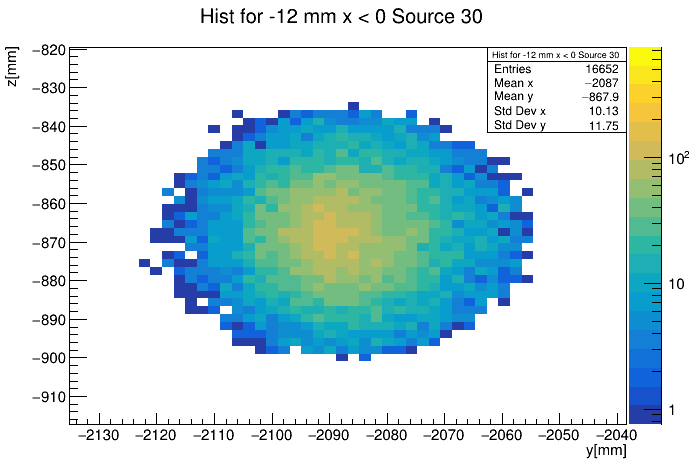 Hist for -12 mm x < 0 Source 30
z[mm]
−820
−830
−840
−850
−860
−870
−880
−890
−900
−910
Hist for -12 mm x < 0 Source 30
Entries 16652
Mean x −2087
Mean y −867.9
Std Dev x 10.13
Std Dev y 11.75
10²
10
1
−2130 −2120 −2110 −2100 −2090 −2080 −2070 −2060 −2050 −2040
y[mm]